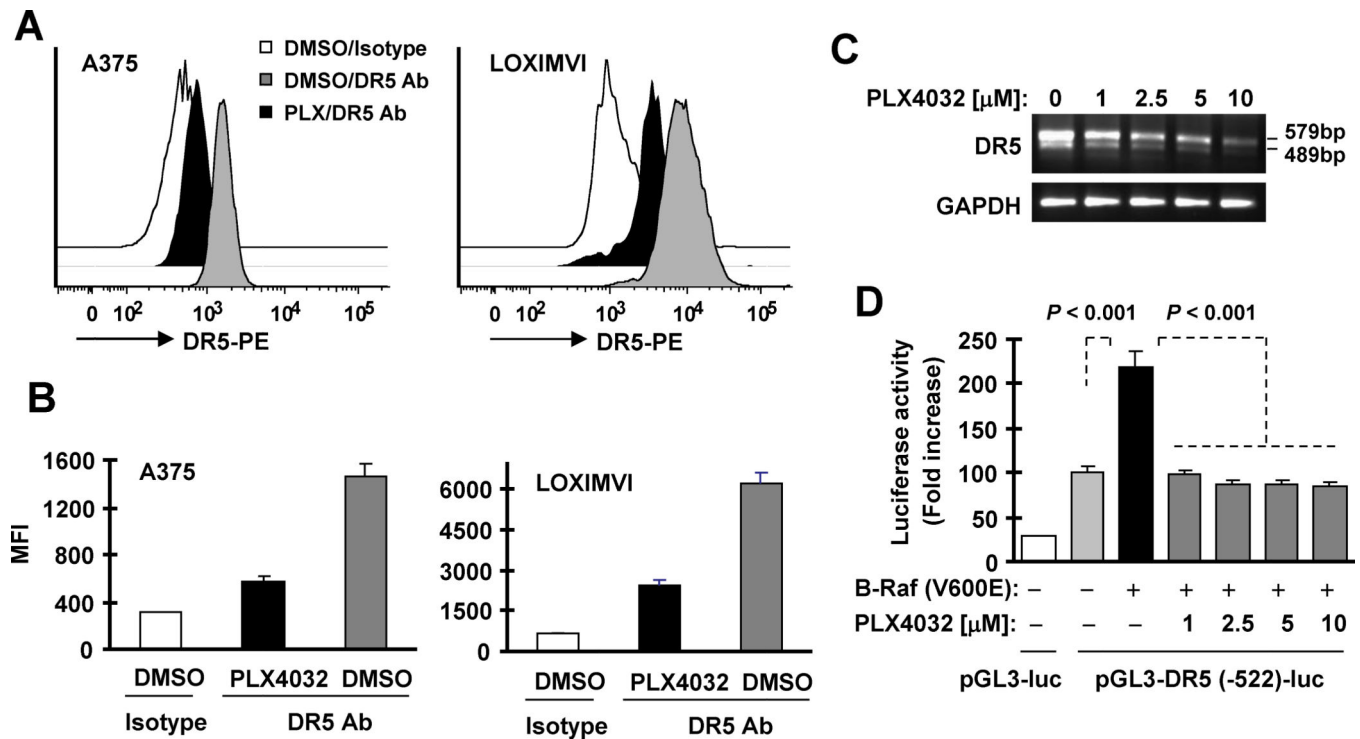 A
A375
DMSO/Isotype
DMSO/DR5 Ab
PLX/DR5 Ab
0 10² 10³ 10⁴ 10⁵
DR5-PE
LOXIMVI
0 10² 10³ 10⁴ 10⁵
DR5-PE
B
A375
MFI
1600
1200
800
400
0
DMSO PLX4032 DMSO
Isotype DR5 Ab
LOXIMVI
6000
4500
3000
1500
0
DMSO PLX4032 DMSO
Isotype DR5 Ab
C
PLX4032 [μM]: 0 1 2.5 5 10
DR5
579bp
489bp
GAPDH
D
P < 0.001 P < 0.001
Luciferase activity
(Fold increase)
250
200
150
100
50
0
B-Raf (V600E): – – + + + + +
PLX4032 [μM]: – – – 1 2.5 5 10
pGL3-luc pGL3-DR5 (-522)-luc